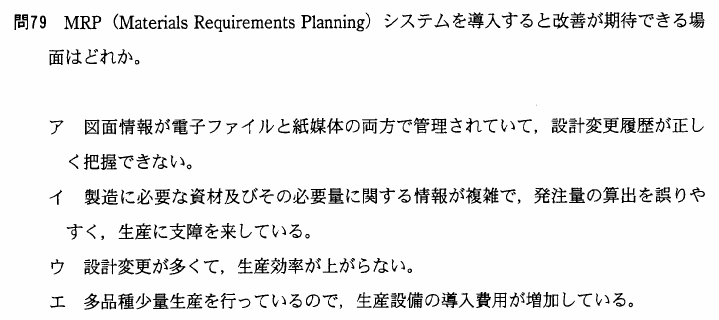 問79 MRP（Materials Requirements Planning）システムを導入すると改善が期待できる場
面はどれか。
ア 図面情報が電子ファイルと紙媒体の両方で管理されていて，設計変更履歴が正し
く把握できない。
イ 製造に必要な資材及びその必要量に関する情報が複雑で，発注量の算出を誤りや
すく，生産に支障を来している。
ウ 設計変更が多くて，生産効率が上がらない。
エ 多品種少量生産を行っているので，生産設備の導入費用が増加している。